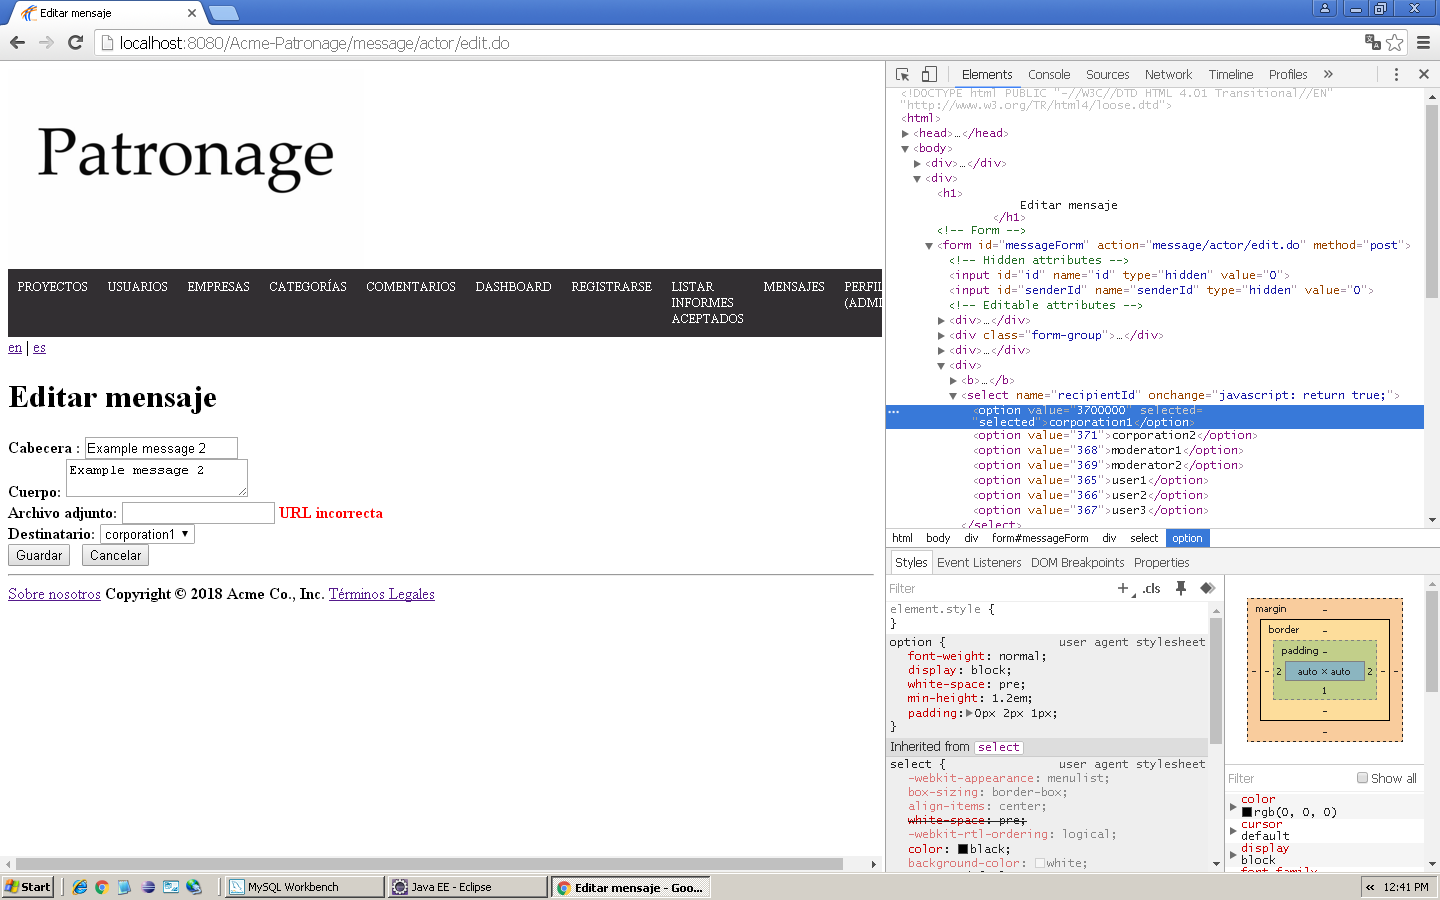 Editar mensaje
localhost:8080/Acme-Patronage/message/actor/edit.do
Patronage
PROYECTOS USUARIOS EMPRESAS CATEGORÍAS COMENTARIOS DASHBOARD REGISTRARSE LISTAR INFORMES ACEPTADOS MENSAJES PERFIL (ADMI
en | es
Editar mensaje
Cabecera : Example message 2
Cuerpo: Example message 2
Archivo adjunto: URL incorrecta
Destinatario: corporation1
Guardar Cancelar
Sobre nosotros Copyright © 2018 Acme Co., Inc. Términos Legales
Elements Console Sources Network Timeline Profiles »
<!DOCTYPE html PUBLIC "-//W3C//DTD HTML 4.01 Transitional//EN"
"http://www.w3.org/TR/html4/loose.dtd">
<html>
<head>…</head>
<body>
<div>…</div>
<div>
<h1>
Editar mensaje
</h1>
<!-- Form -->
<form id="messageForm" action="message/actor/edit.do" method="post">
<!-- Hidden attributes -->
<input id="id" name="id" type="hidden" value="0">
<input id="senderId" name="senderId" type="hidden" value="0">
<!-- Editable attributes -->
<div>…</div>
<div class="form-group">…</div>
<div>…</div>
<div>
<b>…</b>
<select name="recipientId" onchange="javascript: return true;">
<option value="3700000" selected=
"selected">corporation1</option>
<option value="371">corporation2</option>
<option value="368">moderator1</option>
<option value="369">moderator2</option>
<option value="365">user1</option>
<option value="366">user2</option>
<option value="367">user3</option>
</select>
html body div form#messageForm div select option
Styles Event Listeners DOM Breakpoints Properties
Filter + .cls
element.style {
}
option { user agent stylesheet
font-weight: normal;
display: block;
white-space: pre;
min-height: 1.2em;
padding: 0px 2px 1px;
}
Inherited from select
select { user agent stylesheet
-webkit-appearance: menulist;
box-sizing: border-box;
align-items: center;
white-space: pre;
-webkit-rtl-ordering: logical;
color: black;
background-color: white;
margin -
border -
padding -
- - 2 auto × auto 2 - -
1
-
-
Filter Show all
color
rgb(0, 0, 0)
cursor
default
display
block
font-family
Start MySQL Workbench Java EE - Eclipse Editar mensaje - Goo... « 12:41 PM